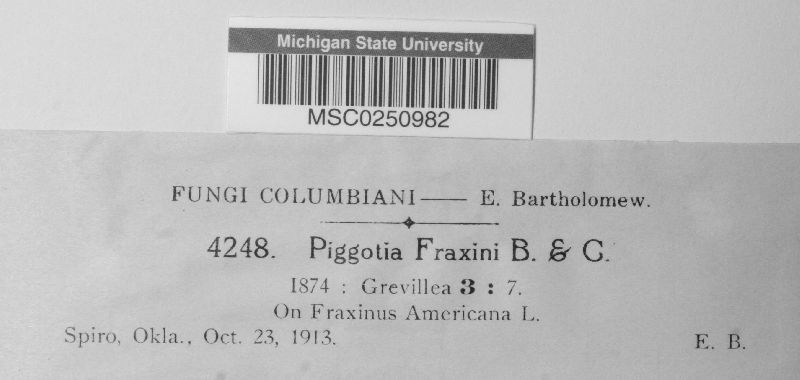 Michigan State University
MSC0250982
FUNGI COLUMBIANI—— E. Bartholomew.
4248. Piggotia Fraxini B. & C.
1874 : Grevillea 3 : 7.
On Fraxinus Americana L.
Spiro, Okla., Oct. 23, 1913. E. B.